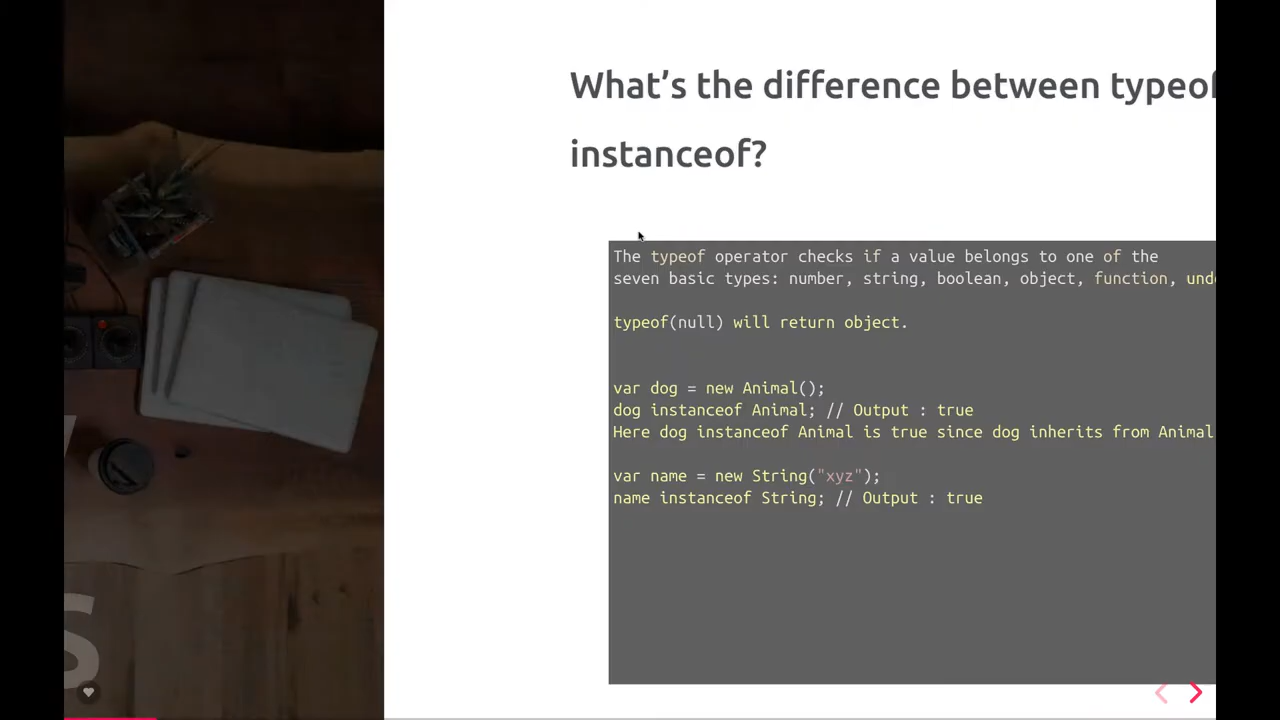 What’s the difference between typeof
instanceof?
The typeof operator checks if a value belongs to one of the
seven basic types: number, string, boolean, object, function, und
typeof(null) will return object.
var dog = new Animal();
dog instanceof Animal; // Output : true
Here dog instanceof Animal is true since dog inherits from Animal
var name = new String("xyz");
name instanceof String; // Output : true
S